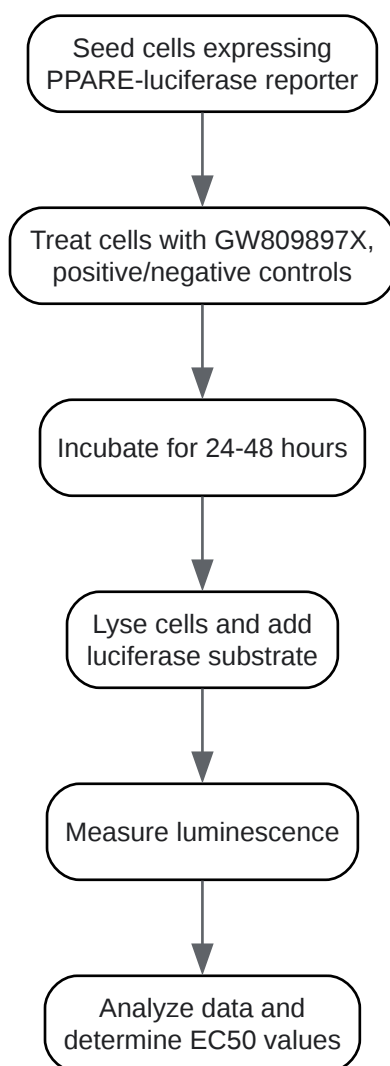 Seed cells expressing
PPARE-luciferase reporter
Treat cells with GW809897X,
positive/negative controls
Incubate for 24-48 hours
Lyse cells and add
luciferase substrate
Measure luminescence
Analyze data and
determine EC50 values